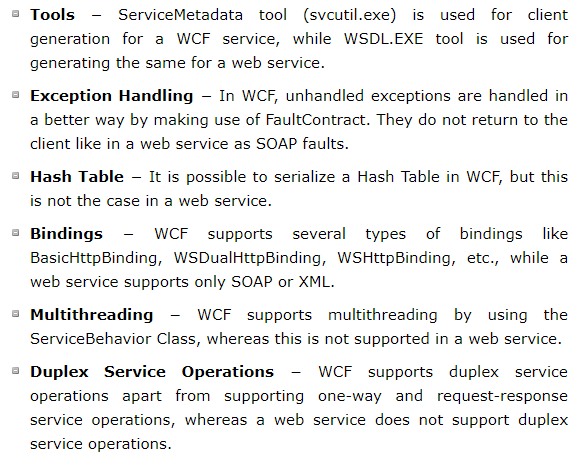 Tools − ServiceMetadata tool (svcutil.exe) is used for client
generation for a WCF service, while WSDL.EXE tool is used for
generating the same for a web service.
Exception Handling − In WCF, unhandled exceptions are handled in
a better way by making use of FaultContract. They do not return to the
client like in a web service as SOAP faults.
Hash Table − It is possible to serialize a Hash Table in WCF, but this
is not the case in a web service.
Bindings − WCF supports several types of bindings like
BasicHttpBinding, WSDualHttpBinding, WSHttpBinding, etc., while a
web service supports only SOAP or XML.
Multithreading − WCF supports multithreading by using the
ServiceBehavior Class, whereas this is not supported in a web service.
Duplex Service Operations − WCF supports duplex service
operations apart from supporting one-way and request-response
service operations, whereas a web service does not support duplex
service operations.